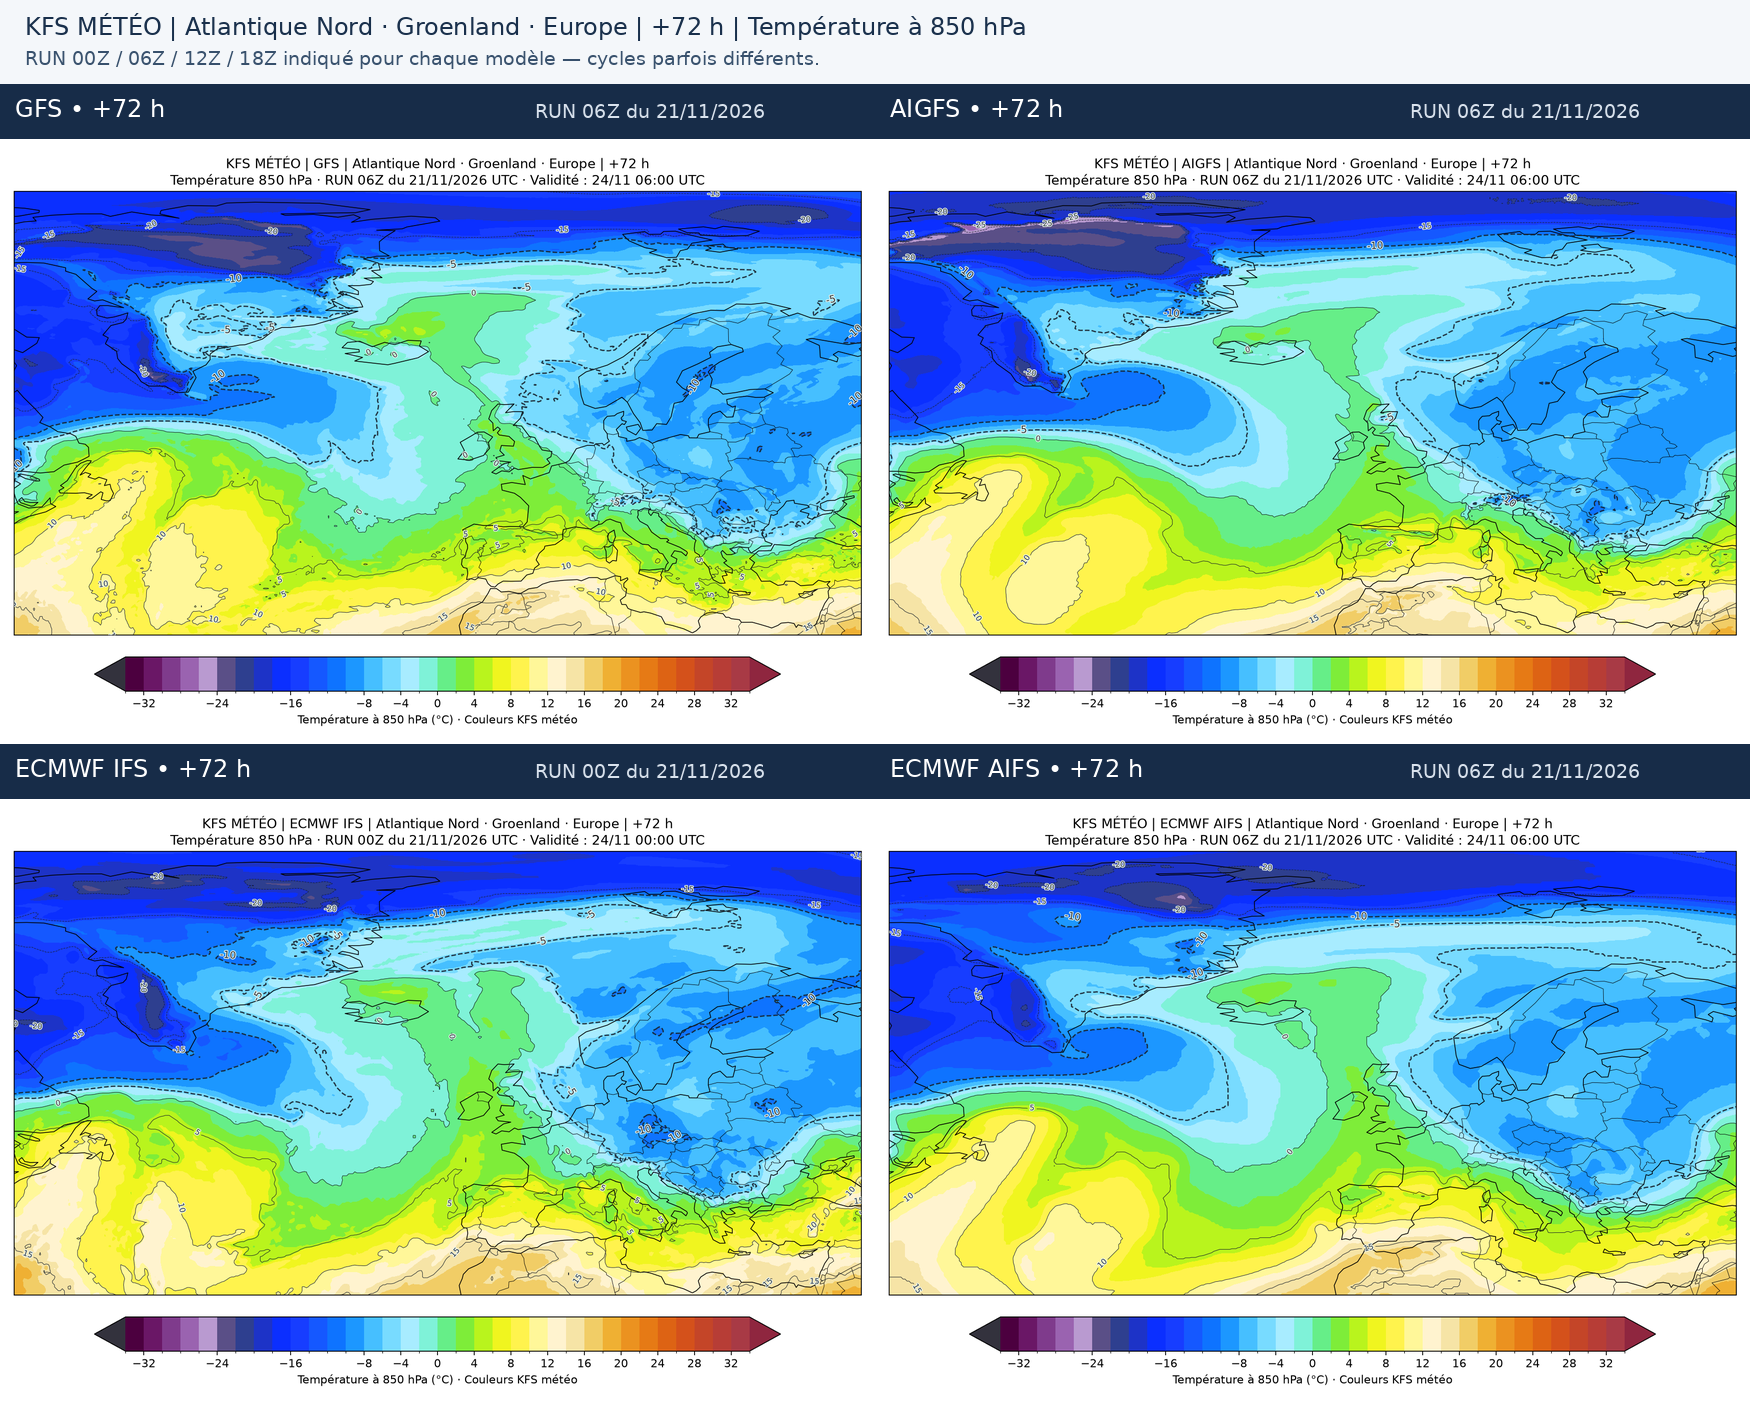 KFS MÉTÉO | Atlantique Nord · Groenland · Europe | +72 h | Température à 850 hPa
RUN 00Z / 06Z / 12Z / 18Z indiqué pour chaque modèle — cycles parfois différents.
GFS • +72 h
RUN 06Z du 21/11/2026
AIGFS • +72 h
RUN 06Z du 21/11/2026
KFS MÉTÉO | GFS | Atlantique Nord · Groenland · Europe | +72 h
Température 850 hPa · RUN 06Z du 21/11/2026 UTC · Validité : 24/11 06:00 UTC
KFS MÉTÉO | AIGFS | Atlantique Nord · Groenland · Europe | +72 h
Température 850 hPa · RUN 06Z du 21/11/2026 UTC · Validité : 24/11 06:00 UTC
−32 −24 −16 −8 −4 0 4 8 12 16 20 24 28 32
Température à 850 hPa (°C) · Couleurs KFS météo
−32 −24 −16 −8 −4 0 4 8 12 16 20 24 28 32
Température à 850 hPa (°C) · Couleurs KFS météo
ECMWF IFS • +72 h
RUN 00Z du 21/11/2026
ECMWF AIFS • +72 h
RUN 06Z du 21/11/2026
KFS MÉTÉO | ECMWF IFS | Atlantique Nord · Groenland · Europe | +72 h
Température 850 hPa · RUN 00Z du 21/11/2026 UTC · Validité : 24/11 00:00 UTC
KFS MÉTÉO | ECMWF AIFS | Atlantique Nord · Groenland · Europe | +72 h
Température 850 hPa · RUN 06Z du 21/11/2026 UTC · Validité : 24/11 06:00 UTC
−32 −24 −16 −8 −4 0 4 8 12 16 20 24 28 32
Température à 850 hPa (°C) · Couleurs KFS météo
−32 −24 −16 −8 −4 0 4 8 12 16 20 24 28 32
Température à 850 hPa (°C) · Couleurs KFS météo